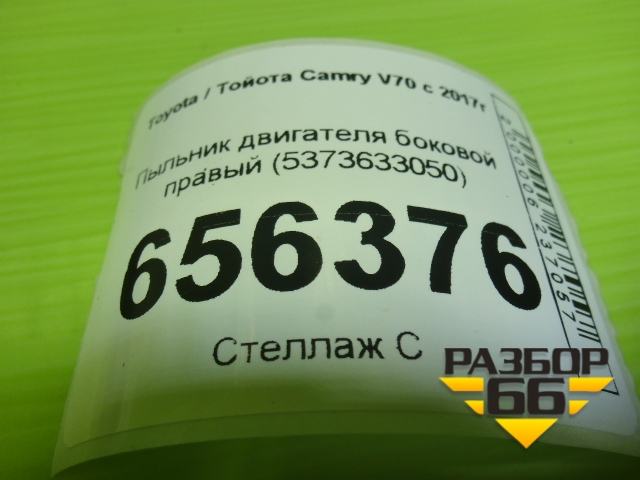 Toyota / Тойота Camry V70 с 2017г
Пыльник двигателя боковой
правый (5373633050)
656376
Стеллаж С
РАЗБОР
66